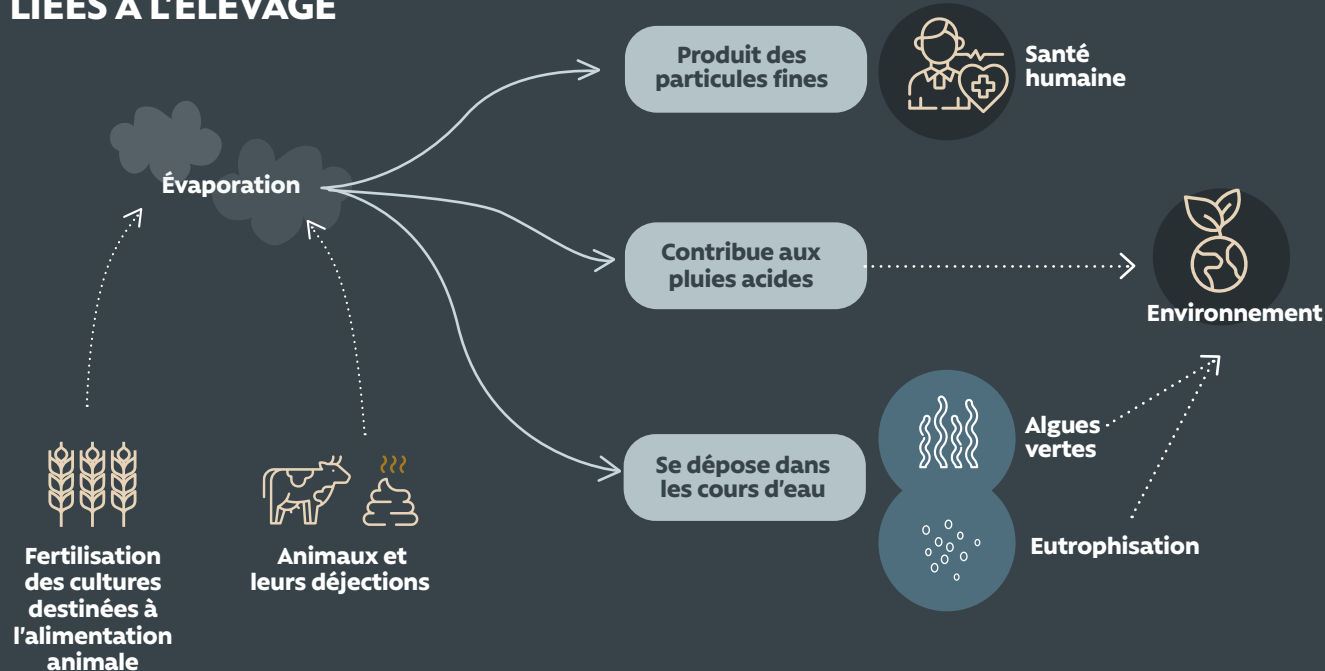 LIÉES À L'ÉLEVAGE
Produit des
particules fines
Santé
humaine
Évaporation
Contribue aux
pluies acides
Environnement
Algues
vertes
Se dépose dans
les cours d'eau
Eutrophisation
Fertilisation
des cultures
destinées à
l'alimentation
animale
Animaux et
leurs déjections